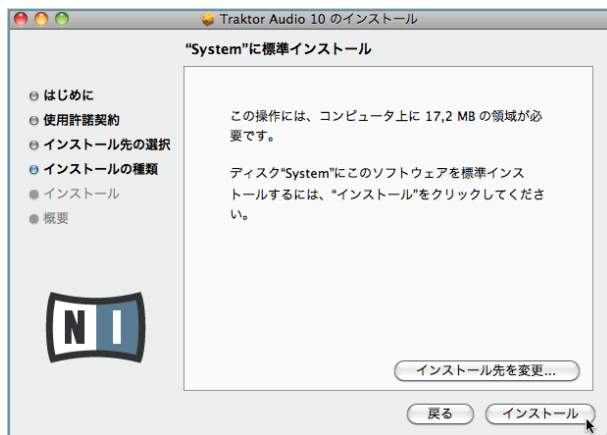 Traktor Audio 10 のインストール
“System”に標準インストール
はじめに
使用許諾契約
インストール先の選択
インストールの種類
インストール
概要
この操作には、コンピュータ上に 17,2 MB の領域が必
要です。
ディスク“System”にこのソフトウェアを標準インス
トールするには、“インストール”をクリックしてくださ
い。
NI
インストール先を変更...
戻る
インストール